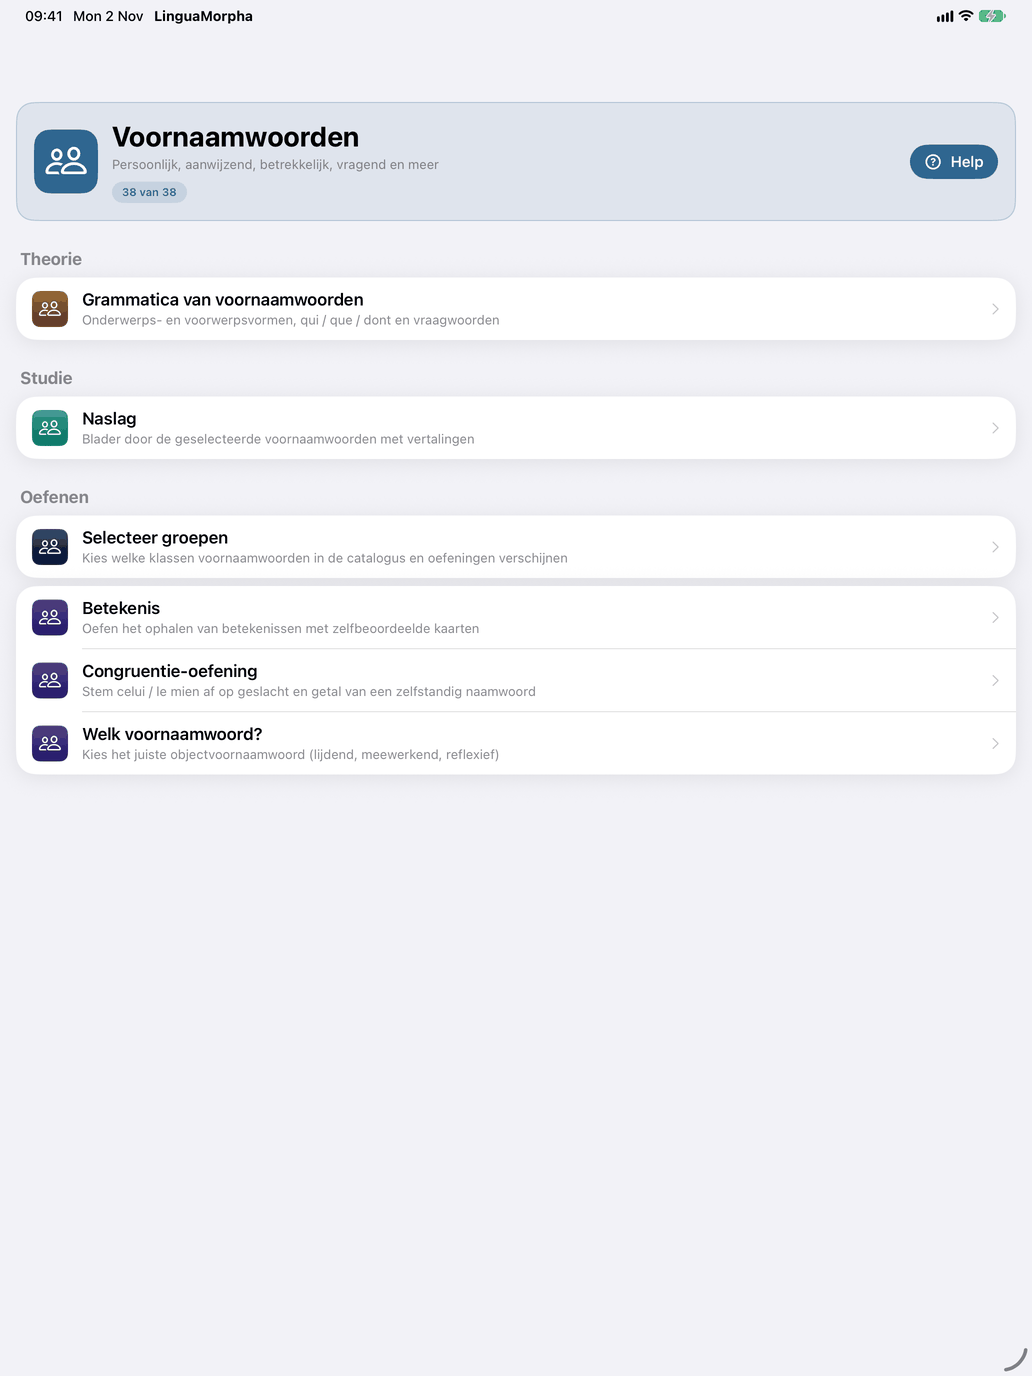 09:41 Mon 2 Nov LinguaMorpha
Voornaamwoorden
Persoonlijk, aanwijzend, betrekkelijk, vragend en meer
38 van 38
Help
Theorie
Grammatica van voornaamwoorden
Onderwerps- en voorwerpsvormen, qui / que / dont en vraagwoorden
Studie
Naslag
Blader door de geselecteerde voornaamwoorden met vertalingen
Oefenen
Selecteer groepen
Kies welke klassen voornaamwoorden in de catalogus en oefeningen verschijnen
Betekenis
Oefen het ophalen van betekenissen met zelfbeoordeelde kaarten
Congruentie-oefening
Stem celui / le mien af op geslacht en getal van een zelfstandig naamwoord
Welk voornaamwoord?
Kies het juiste objectvoornaamwoord (lijdend, meewerkend, reflexief)